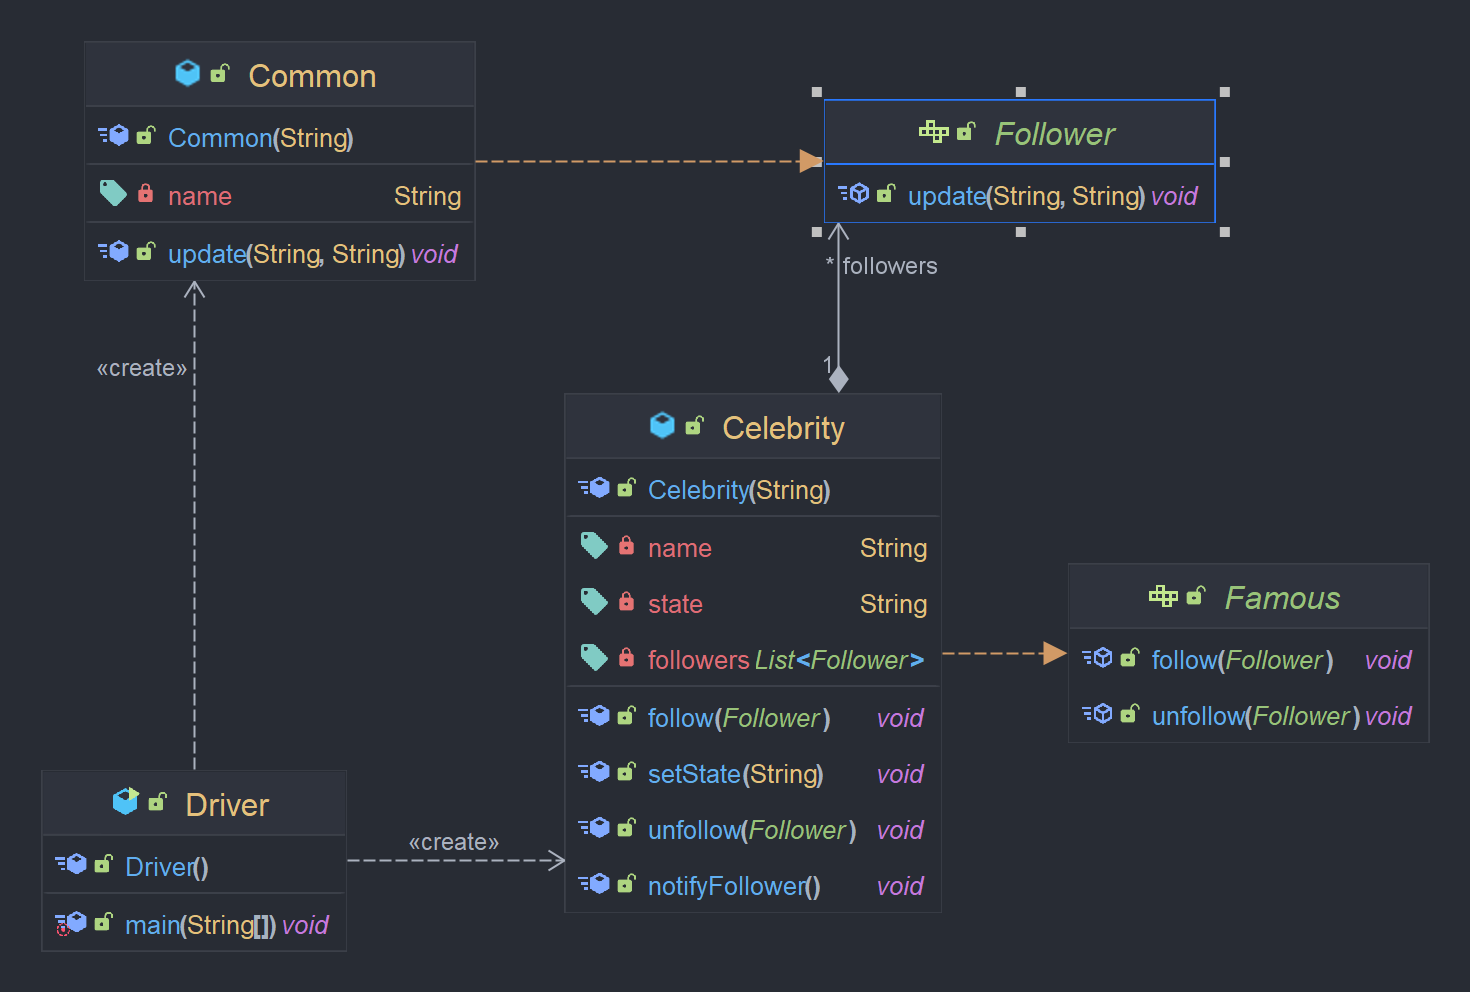 Common
Common(String)
name String
update(String, String) void
Follower
update(String, String) void
* followers
1
«create»
Celebrity
Celebrity(String)
name String
state String
followers List<Follower>
follow(Follower) void
setState(String) void
unfollow(Follower) void
notifyFollower() void
Famous
follow(Follower) void
unfollow(Follower) void
Driver
Driver()
main(String[]) void
«create»